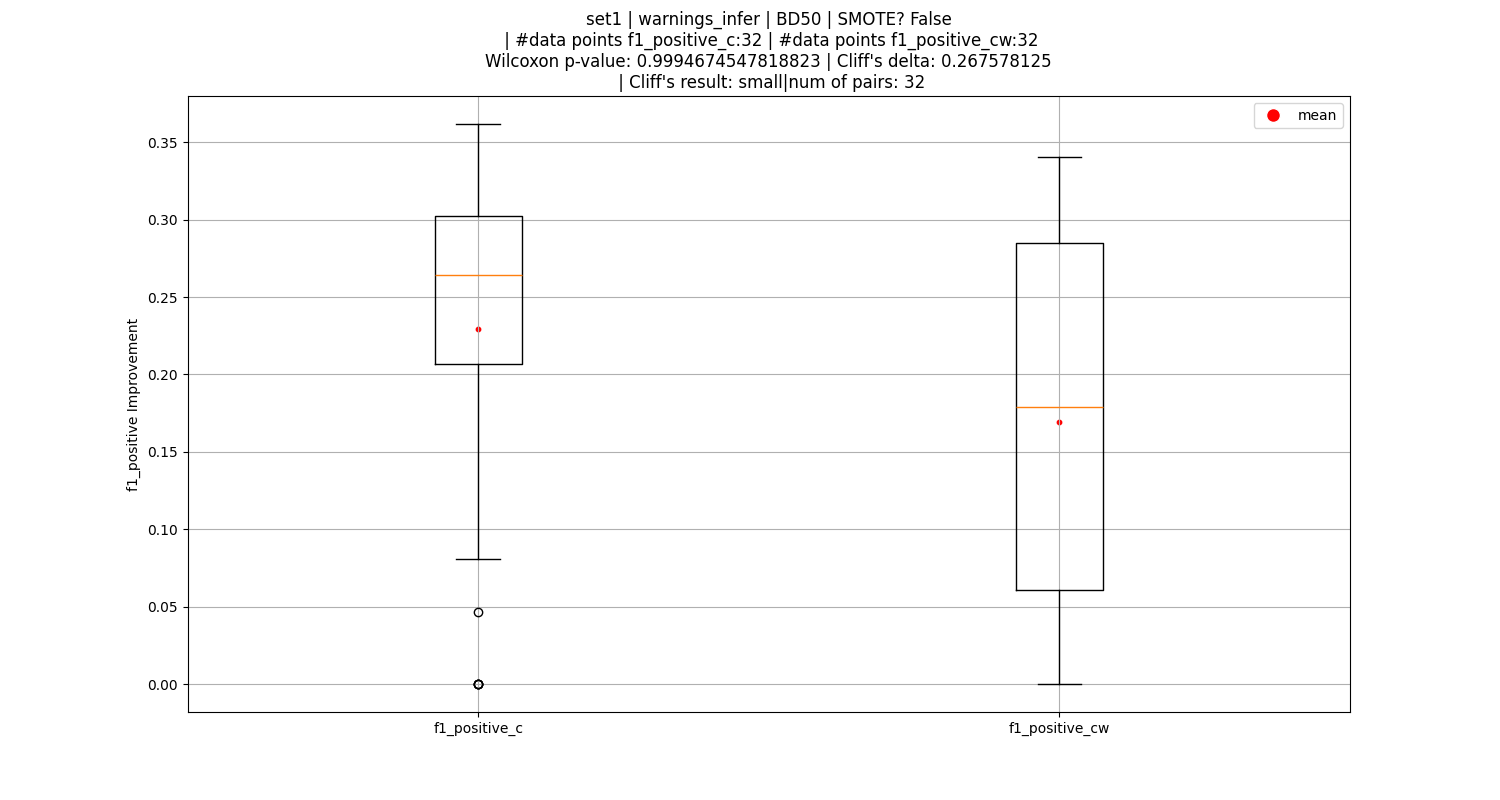 set1 | warnings_infer | BD50 | SMOTE? False
| #data points f1_positive_c:32 | #data points f1_positive_cw:32
Wilcoxon p-value: 0.9994674547818823 | Cliff's delta: 0.267578125
| Cliff's result: small|num of pairs: 32
mean
0.35
0.30
0.25
0.20
0.15
0.10
0.05
0.00
f1_positive Improvement
f1_positive_c
f1_positive_cw